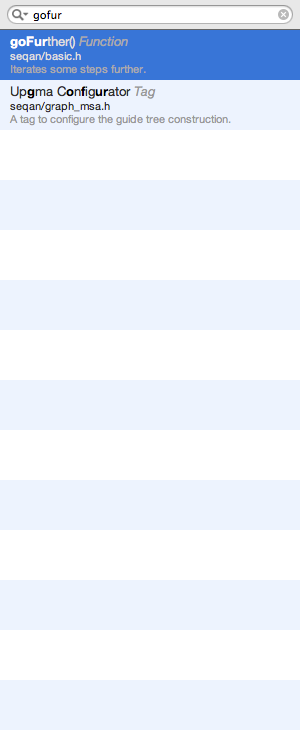 gofur
goFurther() Function
seqan/basic.h
Iterates some steps further.
Upgma Configurator Tag
seqan/graph_msa.h
A tag to configure the guide tree construction.